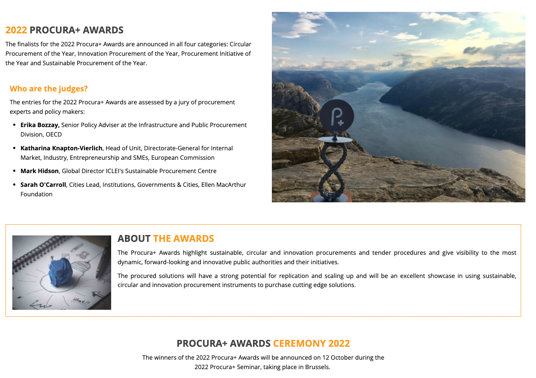 2022 PROCURA+ AWARDS
The finalists for the 2022 Procura+ Awards are announced in all four categories: Circular
Procurement of the Year, Innovation Procurement of the Year, Procurement Initiative of
the Year and Sustainable Procurement of the Year.
Who are the judges?
The entries for the 2022 Procura+ Awards are assessed by a jury of procurement
experts and policy makers:
• Erika Bozzay, Senior Policy Adviser at the Infrastructure and Public Procurement
Division, OECD
• Katharina Knapton-Vierlich, Head of Unit, Directorate-General for Internal
Market, Industry, Entrepreneurship and SMEs, European Commission
• Mark Hidson, Global Director ICLEI's Sustainable Procurement Centre
• Sarah O'Carroll, Cities Lead, Institutions, Governments & Cities, Ellen MacArthur
Foundation
ABOUT THE AWARDS
The Procura+ Awards highlight sustainable, circular and innovation procurements and tender procedures and give visibility to the most
dynamic, forward-looking and innovative public authorities and their initiatives.
The procured solutions will have a strong potential for replication and scaling up and will be an excellent showcase in using sustainable,
circular and innovation procurement instruments to purchase cutting edge solutions.
PROCURA+ AWARDS CEREMONY 2022
The winners of the 2022 Procura+ Awards will be announced on 12 October during the
2022 Procura+ Seminar, taking place in Brussels.